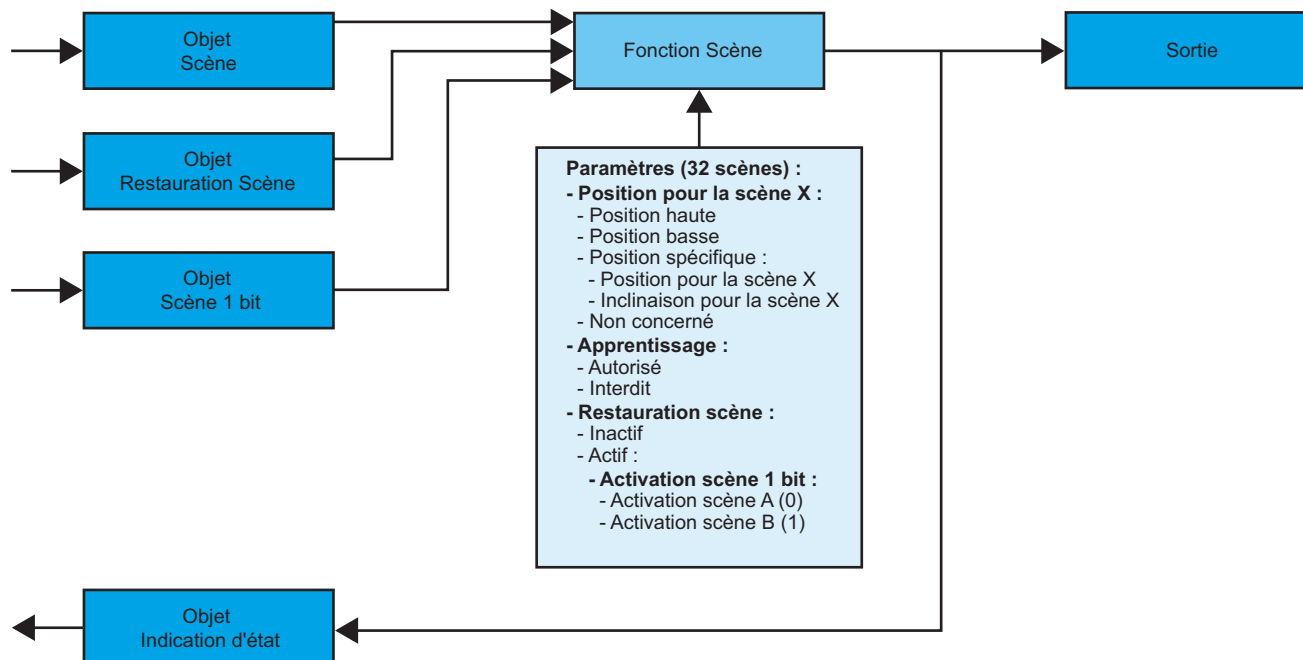 Objet
Scène
Fonction Scène
Sortie
Objet
Restauration Scène
Objet
Scène 1 bit
Paramètres (32 scènes) :
- Position pour la scène X :
- Position haute
- Position basse
- Position spécifique :
- Position pour la scène X
- Inclinaison pour la scène X
- Non concerné
- Apprentissage :
- Autorisé
- Interdit
- Restauration scène :
- Inactif
- Actif :
- Activation scène 1 bit :
- Activation scène A (0)
- Activation scène B (1)
Objet
Indication d'état